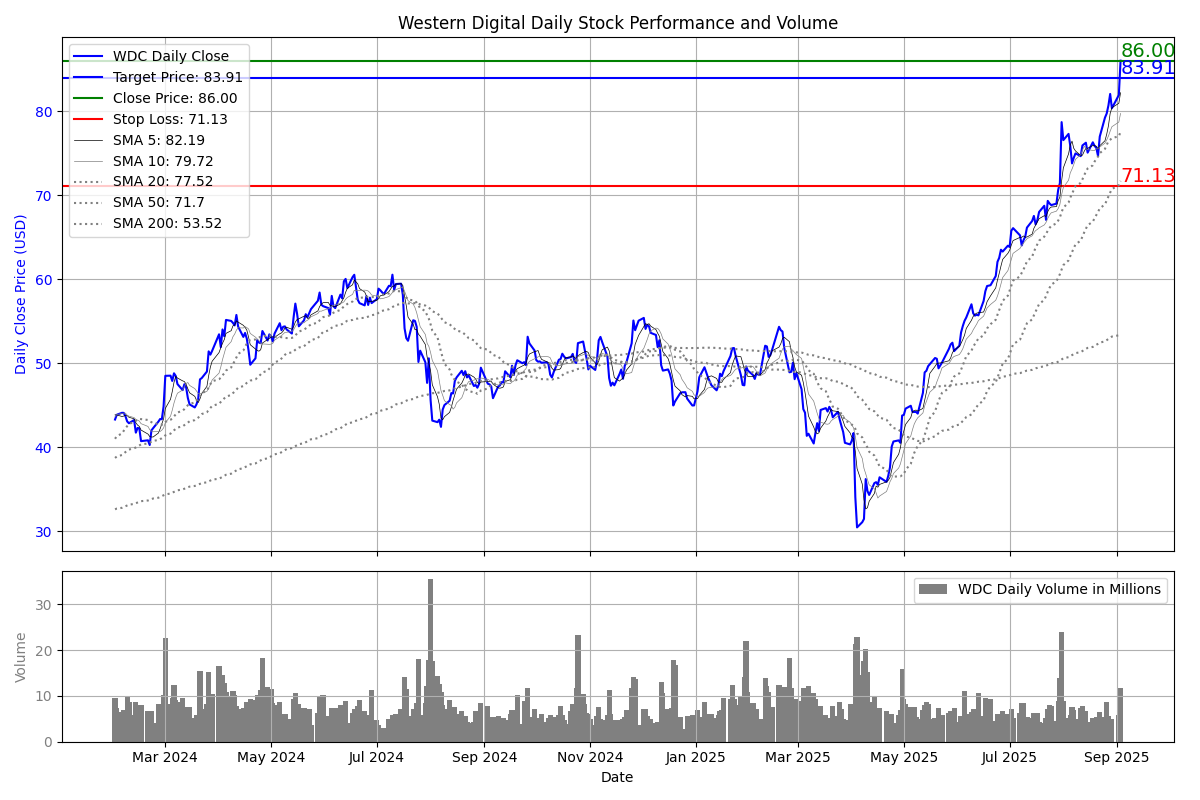 Western Digital Daily Stock Performance and Volume
86.00
83.91
71.13
WDC Daily Close
Target Price: 83.91
Close Price: 86.00
Stop Loss: 71.13
SMA 5: 82.19
SMA 10: 79.72
SMA 20: 77.52
SMA 50: 71.7
SMA 200: 53.52
Daily Close Price (USD)
80
70
60
50
40
30
WDC Daily Volume in Millions
Volume
30
20
10
0
Mar 2024 May 2024 Jul 2024 Sep 2024 Nov 2024 Jan 2025 Mar 2025 May 2025 Jul 2025 Sep 2025
Date